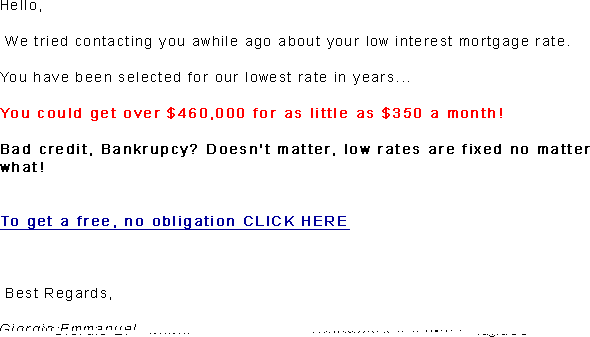 Hello,
We tried contacting you awhile ago about your low interest mortgage rate.
You have been selected for our lowest rate in years...
You could get over $460,000 for as little as $350 a month!
Bad credit, Bankrupcy? Doesn't matter, low rates are fixed no matter
what!
To get a free, no obligation CLICK HERE
Best Regards,
Giorgio Emmanuel